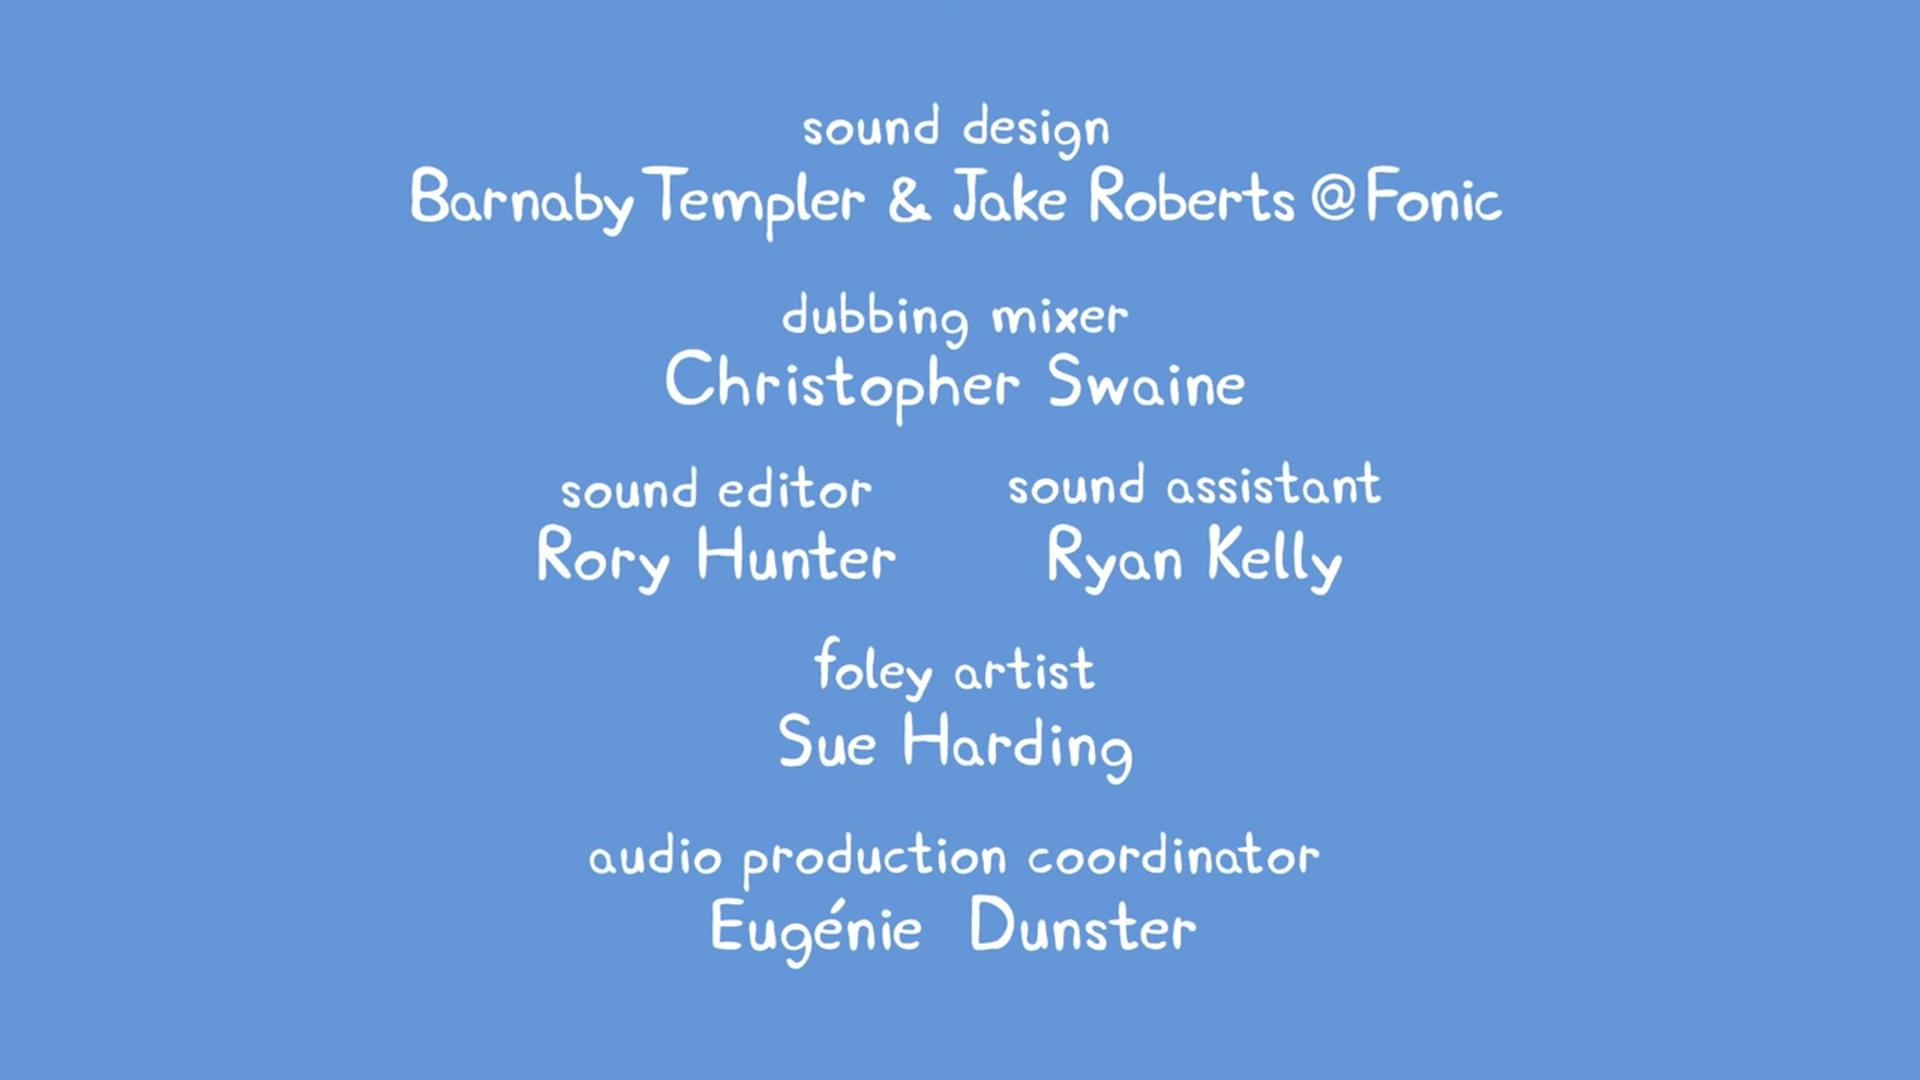 sound design
Barnaby Templer & Jake Roberts @ Fonic
dubbing mixer
Christopher Swaine
sound editor
Rory Hunter
sound assistant
Ryan Kelly
foley artist
Sue Harding
audio production coordinator
Eugénie Dunster